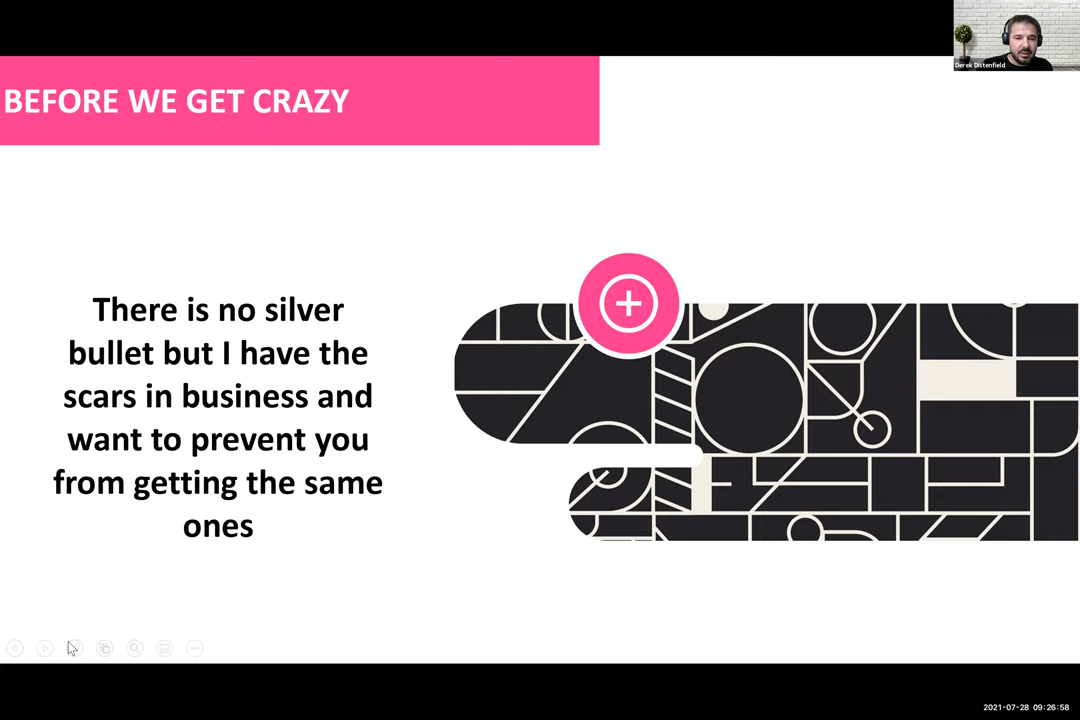 Derek Distenfield
BEFORE WE GET CRAZY
There is no silver
bullet but I have the
scars in business and
want to prevent you
from getting the same
ones
2021-07-28 09:26:58